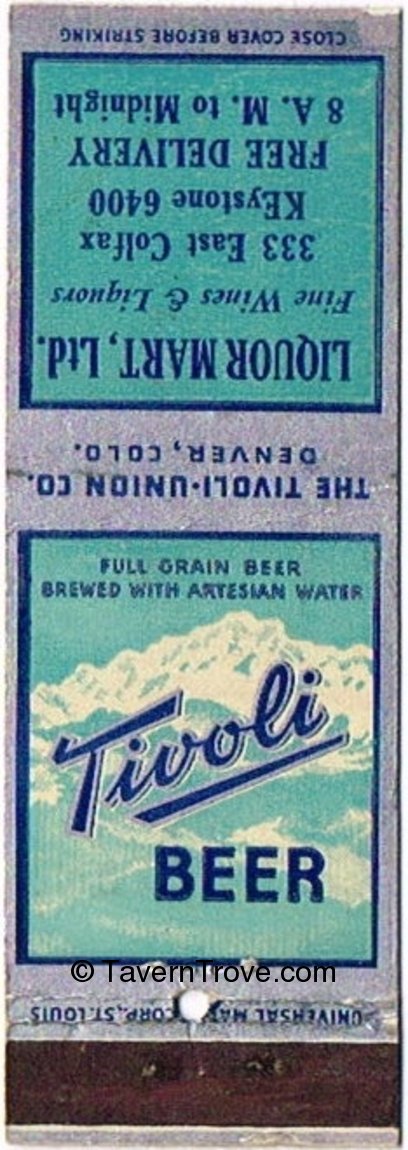 CLOSE COVER BEFORE STRIKING
LIQUOR MART, Ltd.
Fine Wines & Liquors
333 East Colfax
KEystone 6400
FREE DELIVERY
8 A. M. to Midnight
THE TIVOLI-UNION CO.
DENVER, COLO.
FULL GRAIN BEER
BREWED WITH ARTESIAN WATER
Tivoli
BEER
© TavernTrove.com
UNIVERSAL CORP., ST. LOUIS